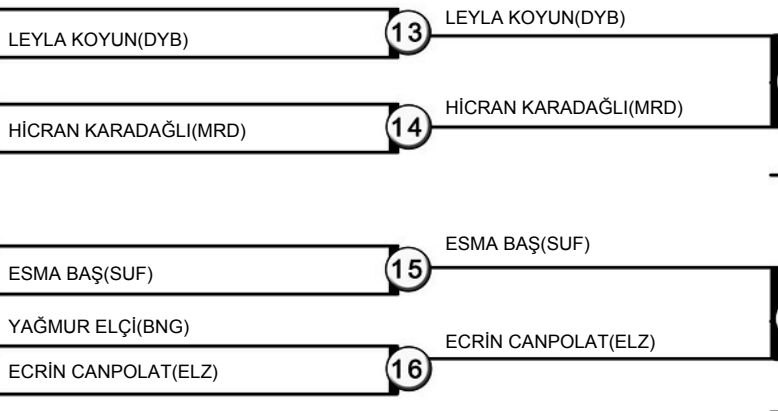 LEYLA KOYUN(DYB)
13
LEYLA KOYUN(DYB)
HİCRAN KARADAĞLI(MRD)
14
HİCRAN KARADAĞLI(MRD)
ESMA BAŞ(SUF)
15
ESMA BAŞ(SUF)
YAĞMUR ELÇİ(BNG)
ECRİN CANPOLAT(ELZ)
16
ECRİN CANPOLAT(ELZ)